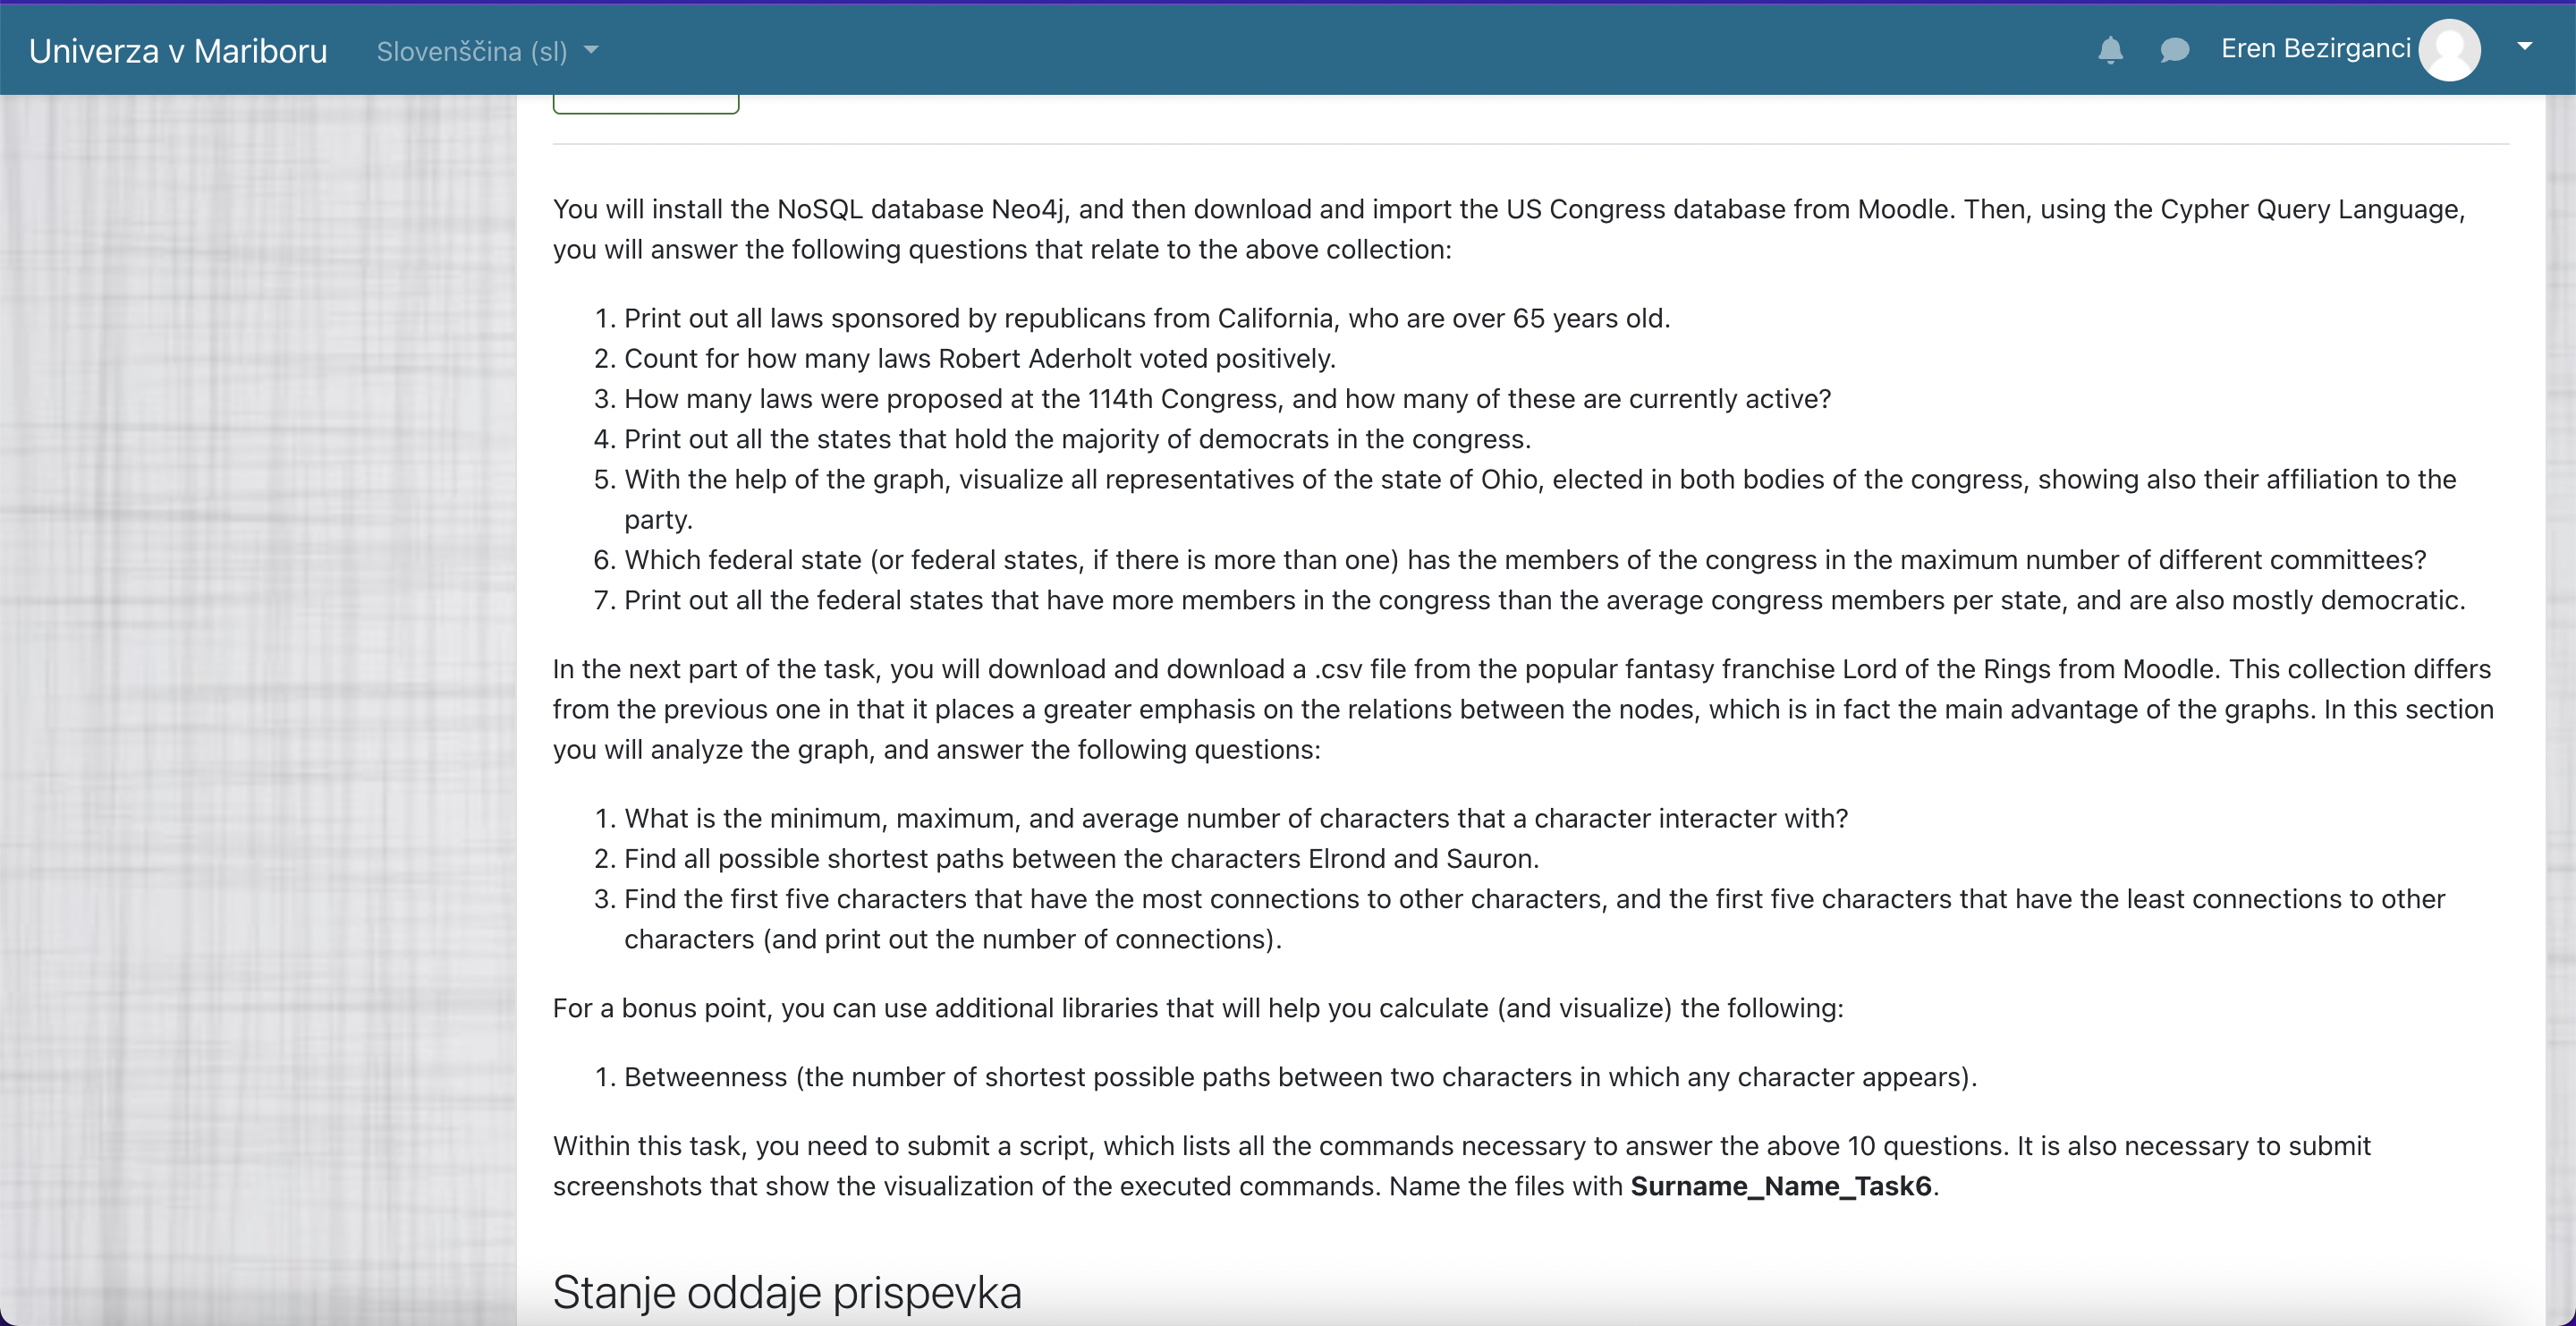 Univerza v Mariboru
Slovenščina (sl)
Eren Bezirganci
You will install the NoSQL database Neo4j, and then download and import the US Congress database from Moodle. Then, using the Cypher Query Language,
you will answer the following questions that relate to the above collection:
1. Print out all laws sponsored by republicans from California, who are over 65 years old.
2. Count for how many laws Robert Aderholt voted positively.
3. How many laws were proposed at the 114th Congress, and how many of these are currently active?
4. Print out all the states that hold the majority of democrats in the congress.
5. With the help of the graph, visualize all representatives of the state of Ohio, elected in both bodies of the congress, showing also their affiliation to the
party.
6. Which federal state (or federal states, if there is more than one) has the members of the congress in the maximum number of different committees?
7. Print out all the federal states that have more members in the congress than the average congress members per state, and are also mostly democratic.
In the next part of the task, you will download and download a .csv file from the popular fantasy franchise Lord of the Rings from Moodle. This collection differs
from the previous one in that it places a greater emphasis on the relations between the nodes, which is in fact the main advantage of the graphs. In this section
you will analyze the graph, and answer the following questions:
1. What is the minimum, maximum, and average number of characters that a character interacter with?
2. Find all possible shortest paths between the characters Elrond and Sauron.
3. Find the first five characters that have the most connections to other characters, and the first five characters that have the least connections to other
characters (and print out the number of connections).
For a bonus point, you can use additional libraries that will help you calculate (and visualize) the following:
1. Betweenness (the number of shortest possible paths between two characters in which any character appears).
Within this task, you need to submit a script, which lists all the commands necessary to answer the above 10 questions. It is also necessary to submit
screenshots that show the visualization of the executed commands. Name the files with Surname_Name_Task6.
Stanje oddaje prispevka